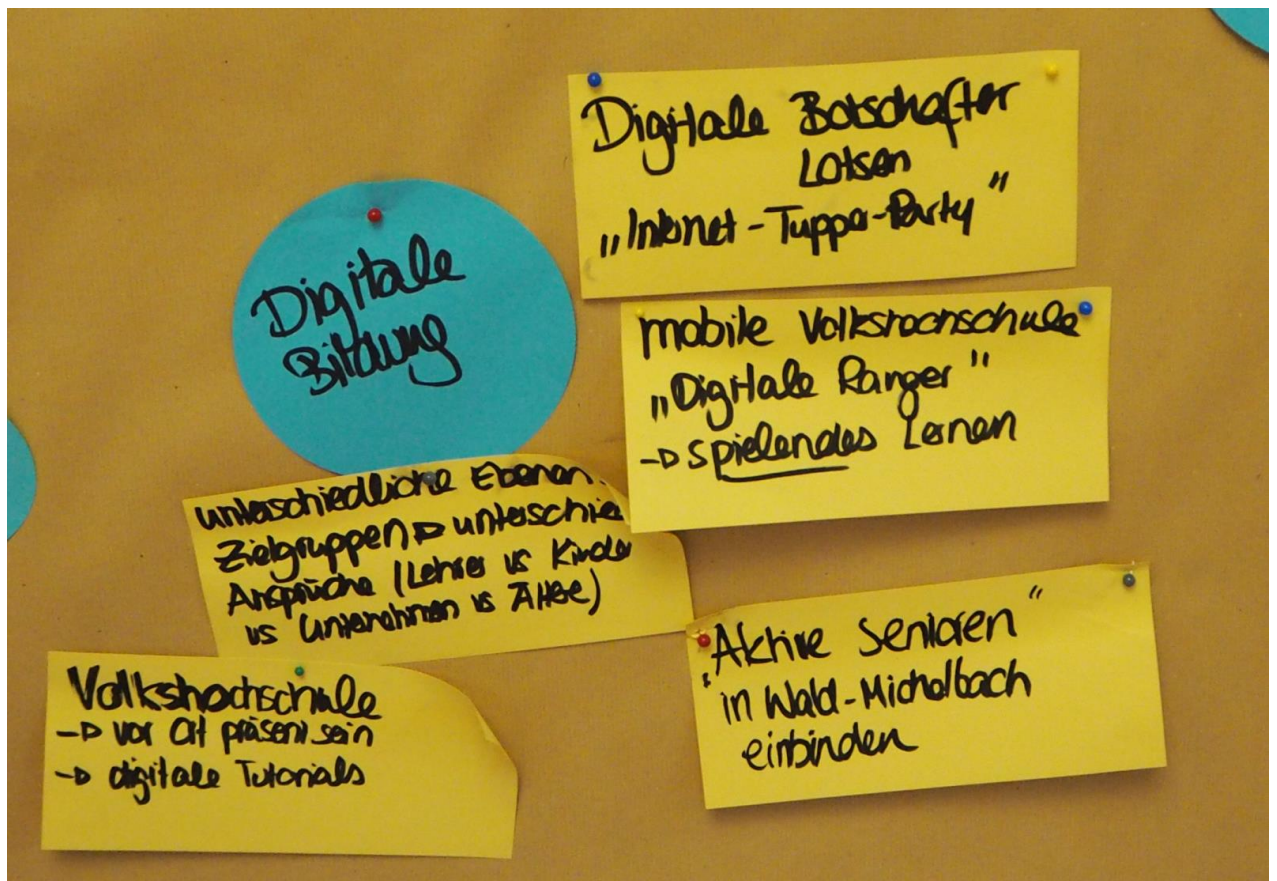 Digitale
Bildung
Digitale Botschafter
Lotsen
„Internet-Tupper-Party"
mobile Volkshochschule
„Digitale Ranger"
→ spielendes Lernen
unterschiedliche Ebenen.
Zielgruppen → unterschie
Ansprüche (Lehrer vs Kinder
vs Unternehmen vs Ältere)
Volkshochschule
→ vor Ort präsent sein
→ digitale Tutorials
„Aktive Senioren"
in Wald-Michelbach
einbinden